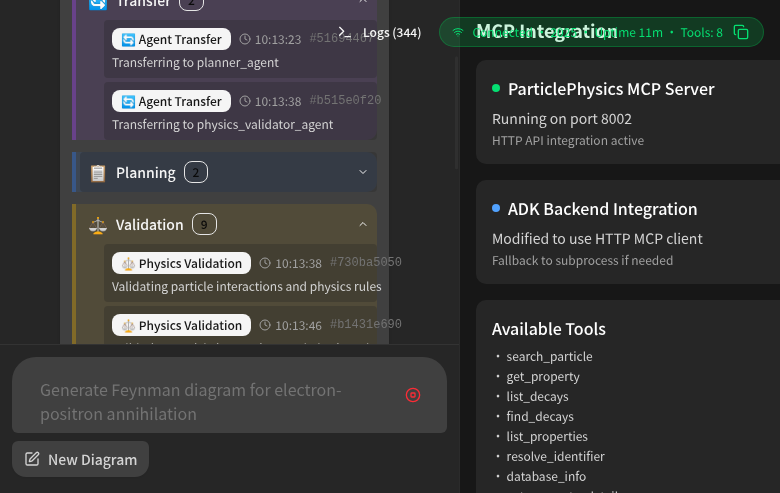 Transfer 2
Agent Transfer 10:13:23
Transferring to planner_agent
Agent Transfer 10:13:38 #b515e0f20
Transferring to physics_validator_agent
Planning 2
Validation 9
Physics Validation 10:13:38 #730ba5050
Validating particle interactions and physics rules
Physics Validation 10:13:46 #b1431e690
Generate Feynman diagram for electron-
positron annihilation
New Diagram
Logs (344)
MCP Integration
Connected • Uptime 11m • Tools: 8
ParticlePhysics MCP Server
Running on port 8002
HTTP API integration active
ADK Backend Integration
Modified to use HTTP MCP client
Fallback to subprocess if needed
Available Tools
• search_particle
• get_property
• list_decays
• find_decays
• list_properties
• resolve_identifier
• database_info